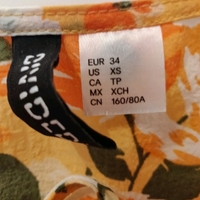 EUR 34
US XS
CA TP
MX XCH
CN 160/80A